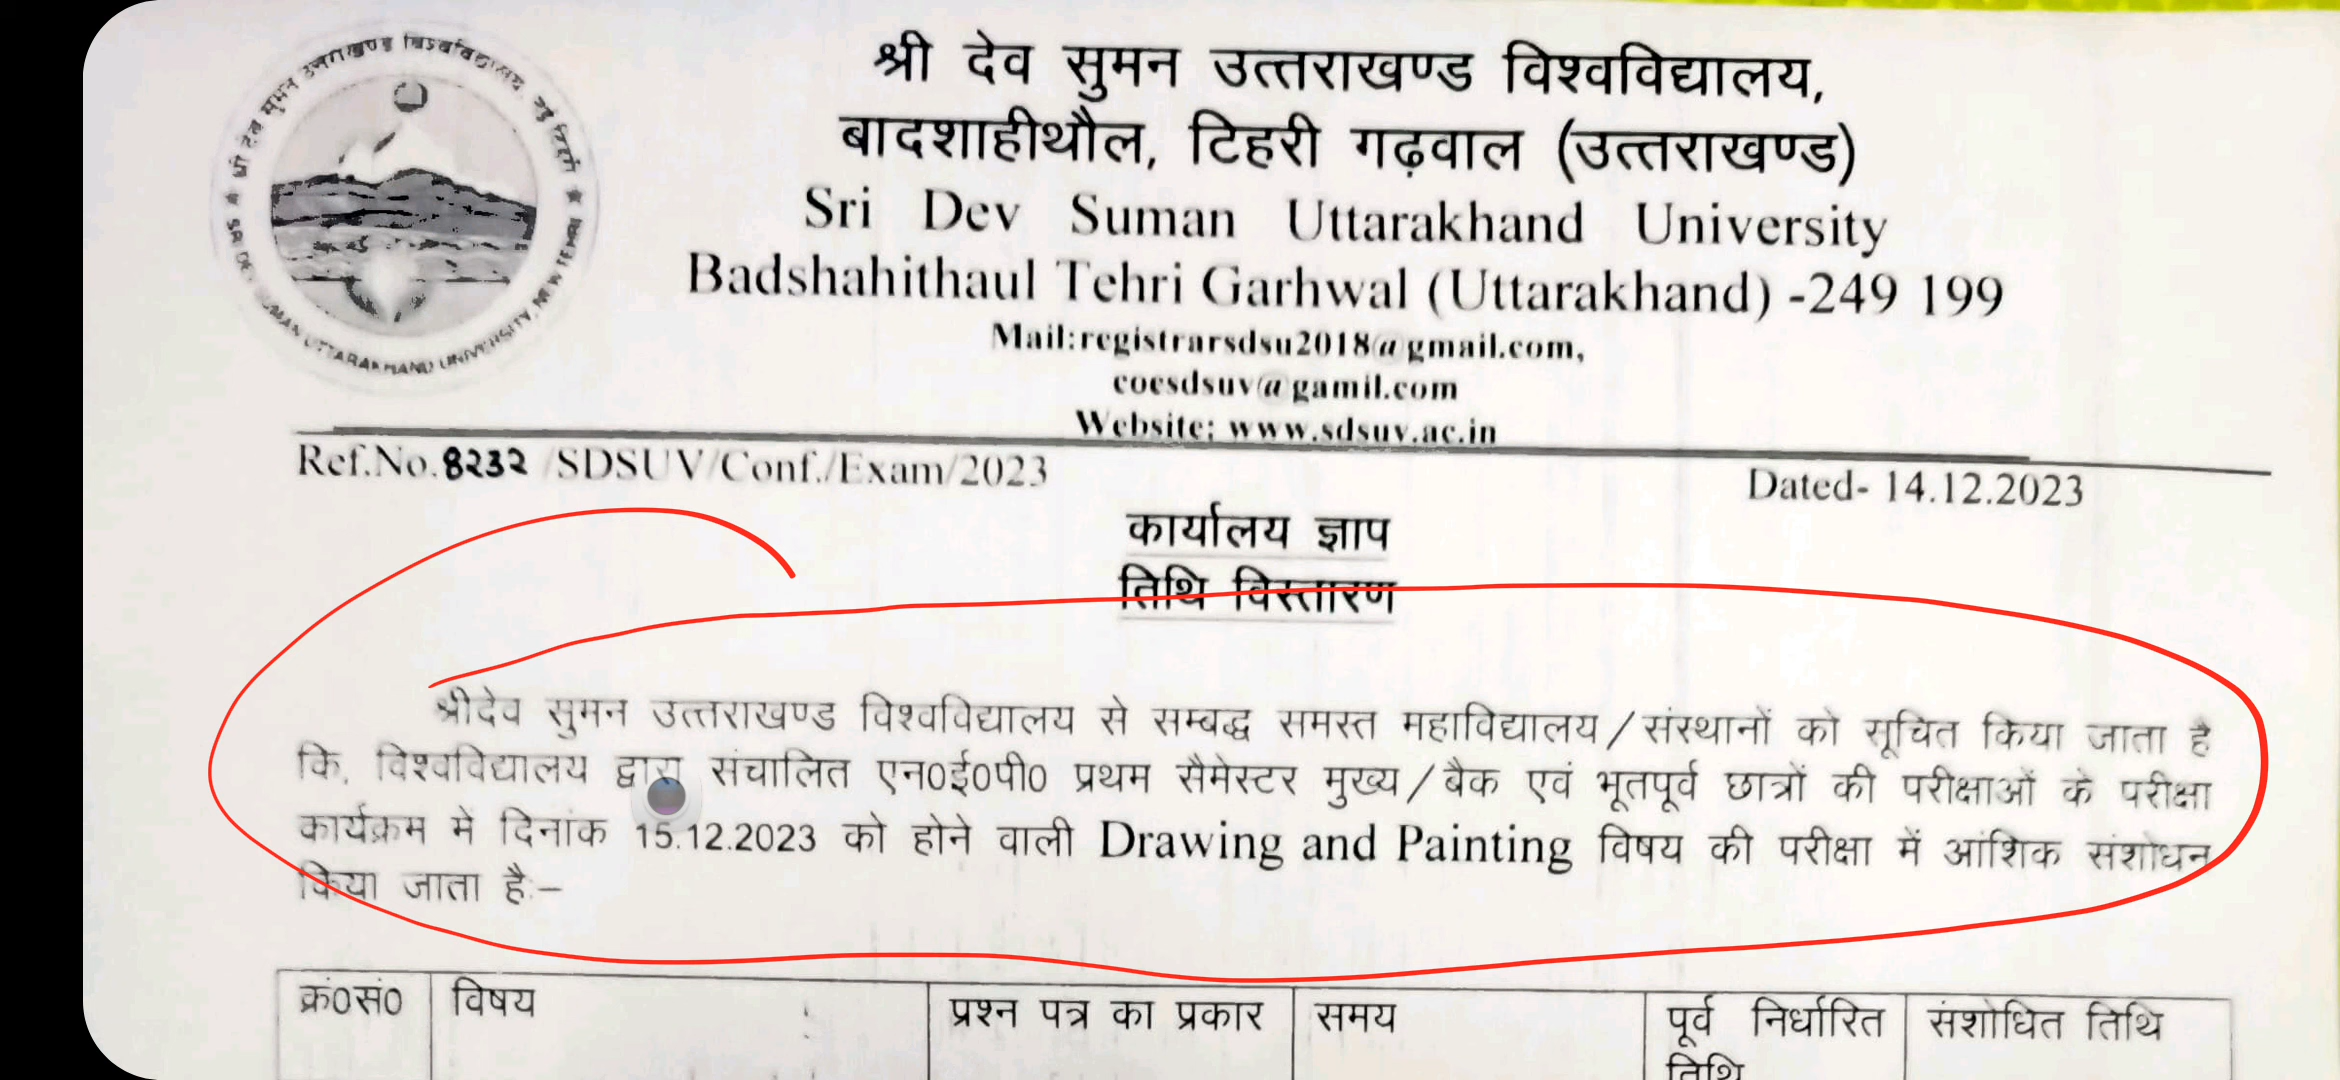 श्री देव सुमन उत्तराखण्ड विश्वविद्यालय,
बादशाहीथौल, टिहरी गढ़वाल (उत्तराखण्ड)
Sri Dev Suman Uttarakhand University
Badshahithaul Tehri Garhwal (Uttarakhand) -249 199
Mail:registrarsdsu2018@gmail.com,
coesdsuv@gamil.com
Website: www.sdsuv.ac.in
Ref.No.8232 /SDSUV/Conf./Exam/2023
Dated- 14.12.2023
कार्यालय ज्ञाप
तिथि विस्तारण
श्रीदेव सुमन उत्तराखण्ड विश्वविद्यालय से सम्बद्ध समस्त महाविद्यालय/संस्थानों को सूचित किया जाता है
कि, विश्वविद्यालय द्वारा संचालित एन0ई0पी0 प्रथम सैमेस्टर मुख्य/बैक एवं भूतपूर्व छात्रों की परीक्षाओं के परीक्षा
कार्यक्रम में दिनांक 15.12.2023 को होने वाली Drawing and Painting विषय की परीक्षा में आंशिक संशोधन
किया जाता है:–
क्रं0सं0 विषय प्रश्न पत्र का प्रकार समय पूर्व निर्धारित संशोधित तिथि
तिथि